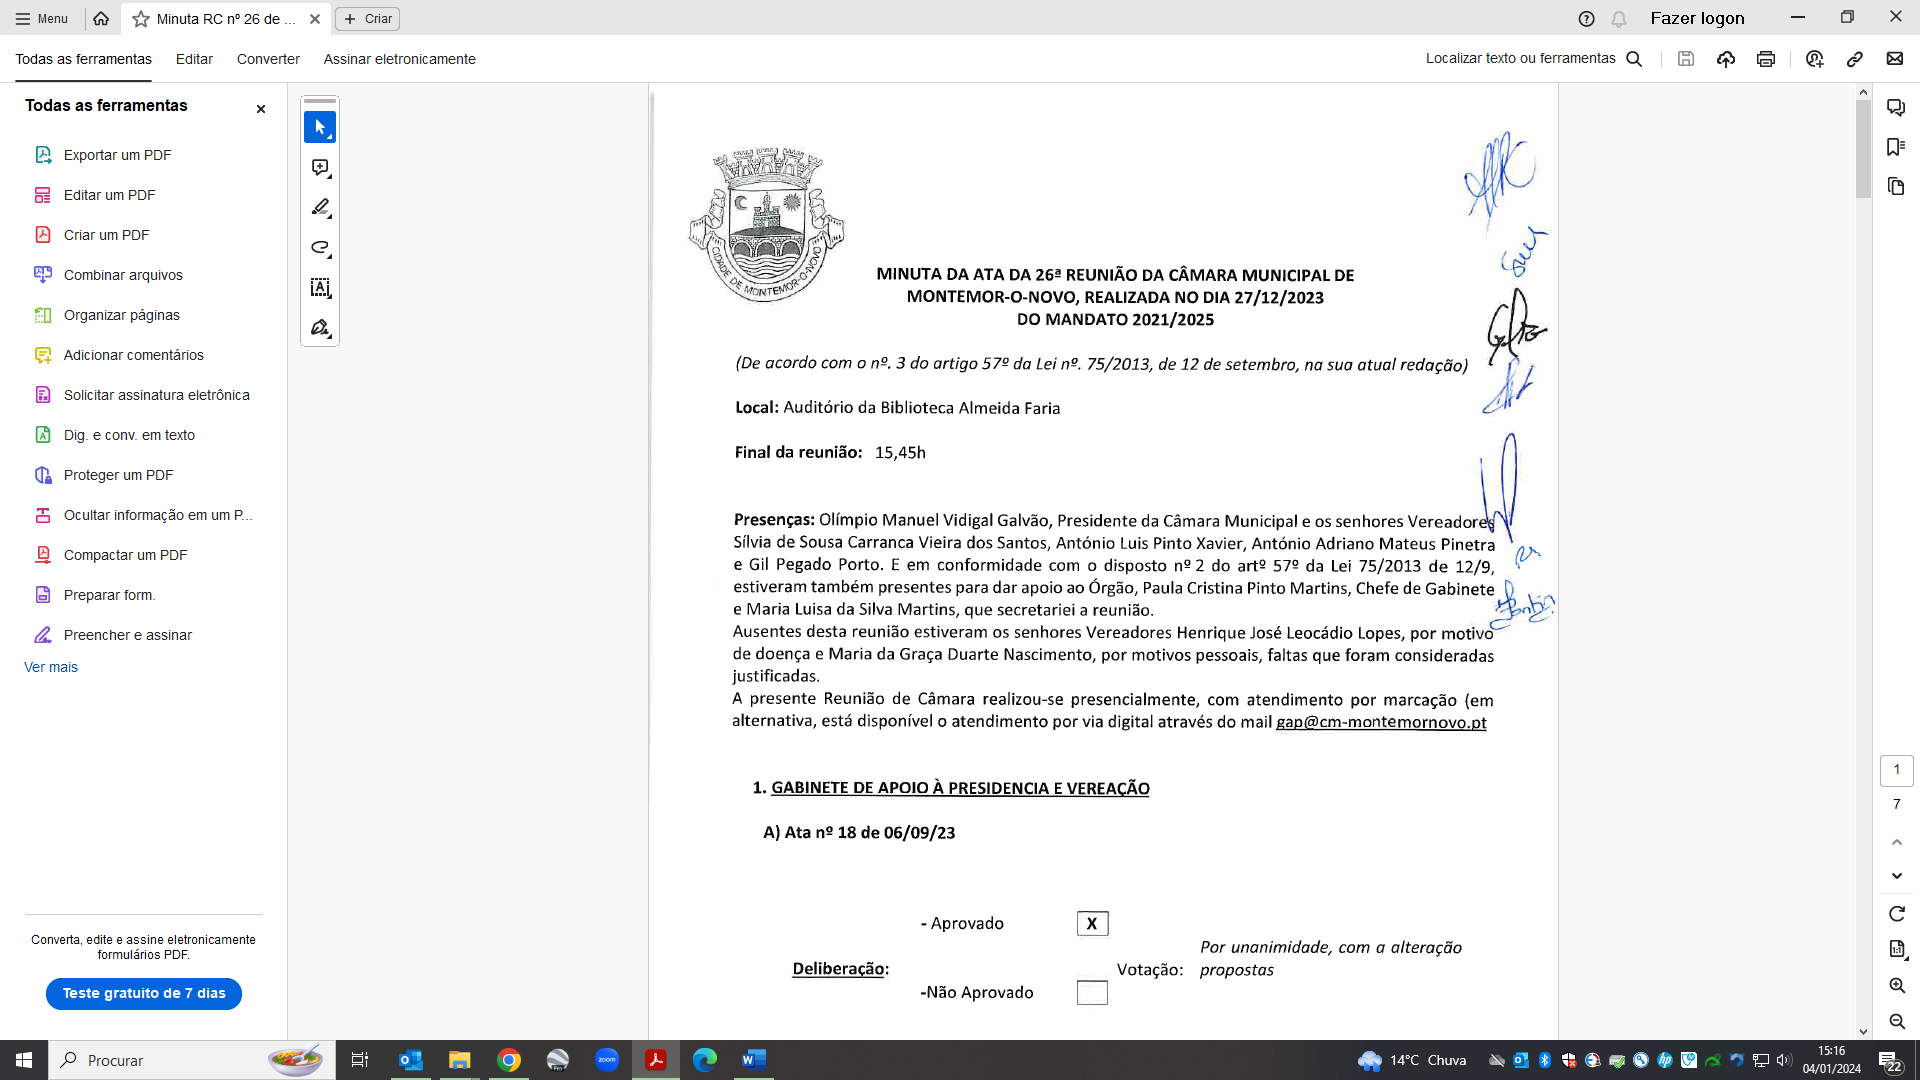 Menu
Minuta RC nº 26 de ...
Criar
Fazer logon
Todas as ferramentas
Editar
Converter
Assinar eletronicamente
Localizar texto ou ferramentas
Todas as ferramentas
Exportar um PDF
Editar um PDF
Criar um PDF
Combinar arquivos
Organizar páginas
Adicionar comentários
Solicitar assinatura eletrônica
Dig. e conv. em texto
Proteger um PDF
Ocultar informação em um P...
Compactar um PDF
Preparar form.
Preencher e assinar
Ver mais
Converta, edite e assine eletronicamente
formulários PDF.
Teste gratuito de 7 dias
CIDADE DE MONTEMOR-O-NOVO
MINUTA DA ATA DA 26ª REUNIÃO DA CÂMARA MUNICIPAL DE
MONTEMOR-O-NOVO, REALIZADA NO DIA 27/12/2023
DO MANDATO 2021/2025
(De acordo com o nº. 3 do artigo 57º da Lei nº. 75/2013, de 12 de setembro, na sua atual redação)
Local: Auditório da Biblioteca Almeida Faria
Final da reunião: 15,45h
Presenças: Olímpio Manuel Vidigal Galvão, Presidente da Câmara Municipal e os senhores Vereadores
Sílvia de Sousa Carranca Vieira dos Santos, António Luis Pinto Xavier, António Adriano Mateus Pinetra
e Gil Pegado Porto. E em conformidade com o disposto nº 2 do artº 57º da Lei 75/2013 de 12/9,
estiveram também presentes para dar apoio ao Órgão, Paula Cristina Pinto Martins, Chefe de Gabinete
e Maria Luisa da Silva Martins, que secretariei a reunião.
Ausentes desta reunião estiveram os senhores Vereadores Henrique José Leocádio Lopes, por motivo
de doença e Maria da Graça Duarte Nascimento, por motivos pessoais, faltas que foram consideradas
justificadas.
A presente Reunião de Câmara realizou-se presencialmente, com atendimento por marcação (em
alternativa, está disponível o atendimento por via digital através do mail gap@cm-montemornovo.pt
1. GABINETE DE APOIO À PRESIDENCIA E VEREAÇÃO
A) Ata nº 18 de 06/09/23
- Aprovado X
Deliberação:
Votação: Por unanimidade, com a alteração
propostas
-Não Aprovado
1
7
1:1
Procurar
Pro
zoom
14°C Chuva
15:16
04/01/2024
22